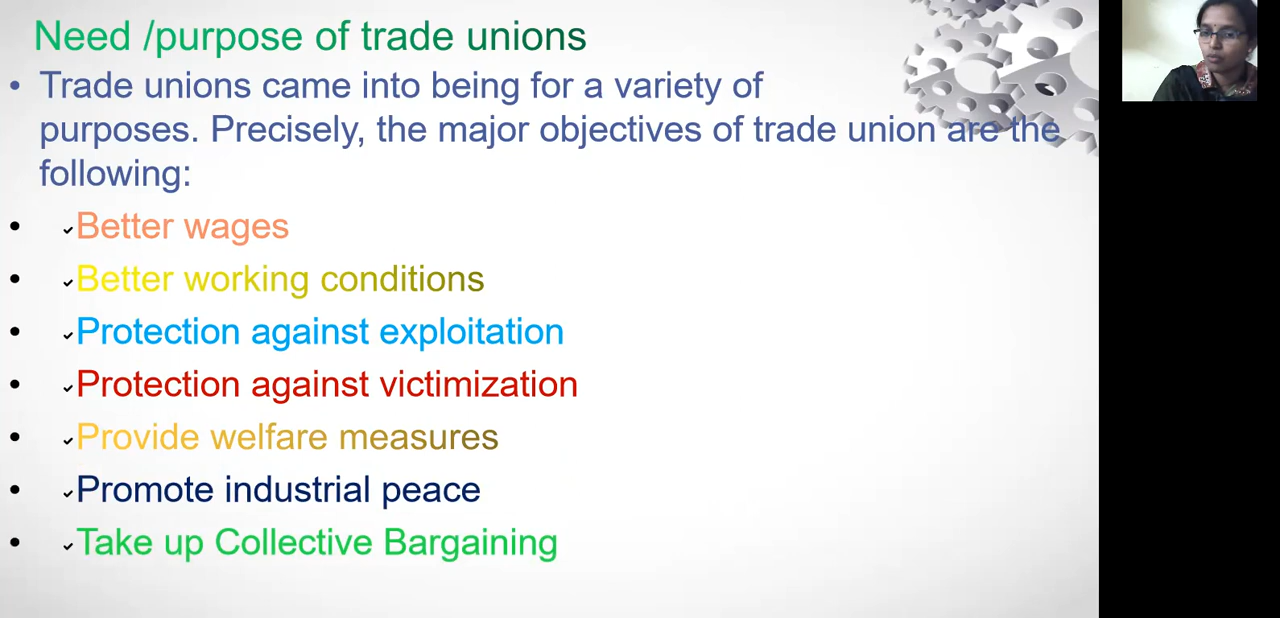 Need /purpose of trade unions
• Trade unions came into being for a variety of
purposes. Precisely, the major objectives of trade union are the
following:
• ✓Better wages
• ✓Better working conditions
• ✓Protection against exploitation
• ✓Protection against victimization
• ✓Provide welfare measures
• ✓Promote industrial peace
• ✓Take up Collective Bargaining